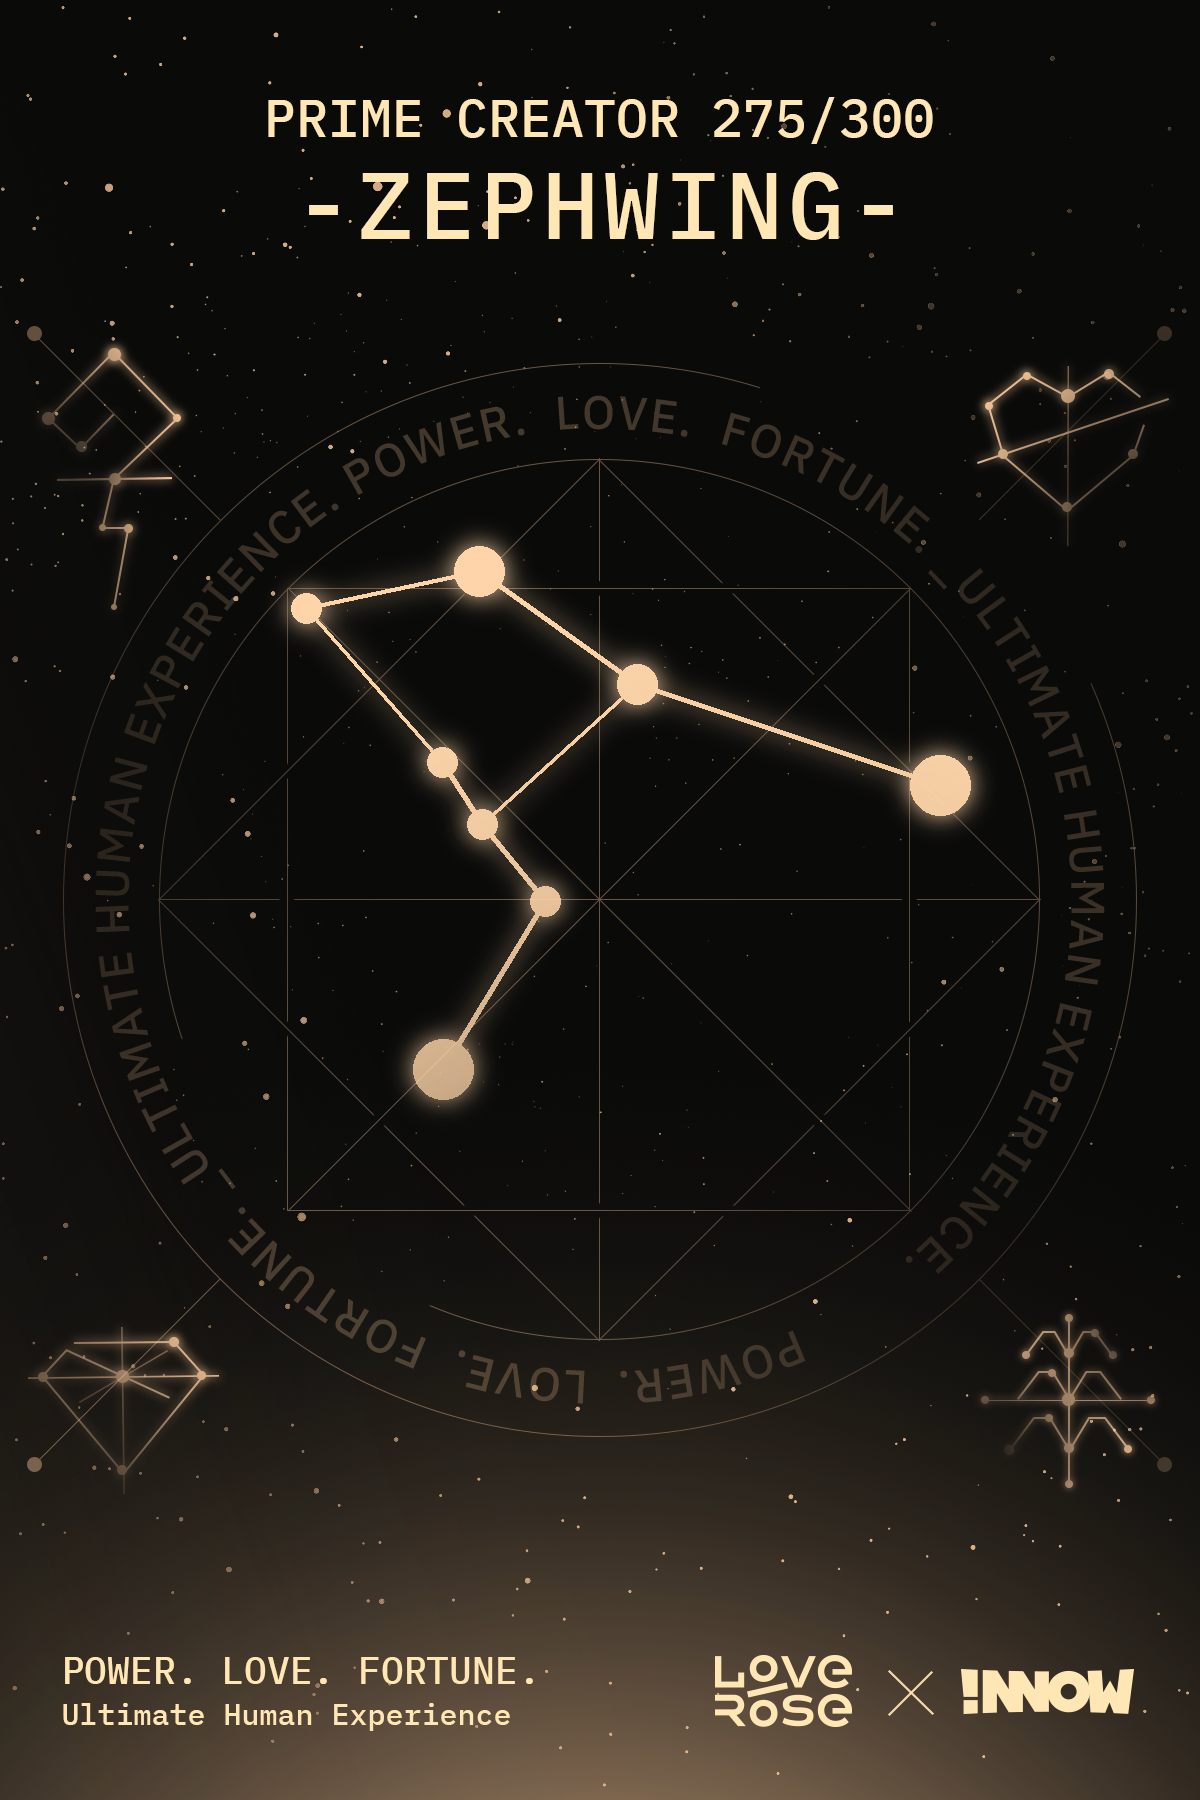 PRIME CREATOR 275/300
-ZEPHWING-
ULTIMATE HUMAN EXPERIENCE. POWER. LOVE. FORTUNE. – ULTIMATE HUMAN EXPERIENCE.
POWER. LOVE. FORTUNE. –
POWER. LOVE. FORTUNE.
Ultimate Human Experience
LOVE
ROSE
!NNOW